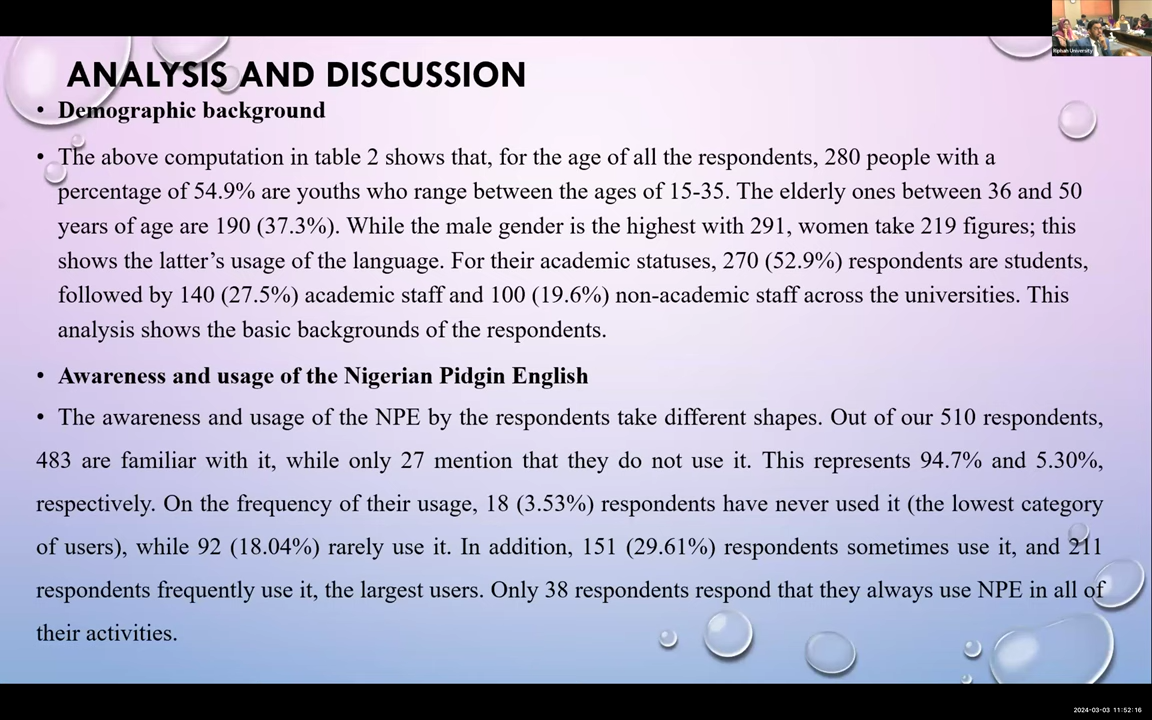 Riphah University
ANALYSIS AND DISCUSSION
• Demographic background
• The above computation in table 2 shows that, for the age of all the respondents, 280 people with a
percentage of 54.9% are youths who range between the ages of 15-35. The elderly ones between 36 and 50
years of age are 190 (37.3%). While the male gender is the highest with 291, women take 219 figures; this
shows the latter’s usage of the language. For their academic statuses, 270 (52.9%) respondents are students,
followed by 140 (27.5%) academic staff and 100 (19.6%) non-academic staff across the universities. This
analysis shows the basic backgrounds of the respondents.
• Awareness and usage of the Nigerian Pidgin English
• The awareness and usage of the NPE by the respondents take different shapes. Out of our 510 respondents,
483 are familiar with it, while only 27 mention that they do not use it. This represents 94.7% and 5.30%,
respectively. On the frequency of their usage, 18 (3.53%) respondents have never used it (the lowest category
of users), while 92 (18.04%) rarely use it. In addition, 151 (29.61%) respondents sometimes use it, and 211
respondents frequently use it, the largest users. Only 38 respondents respond that they always use NPE in all of
their activities.
2024-03-03 11:52:16